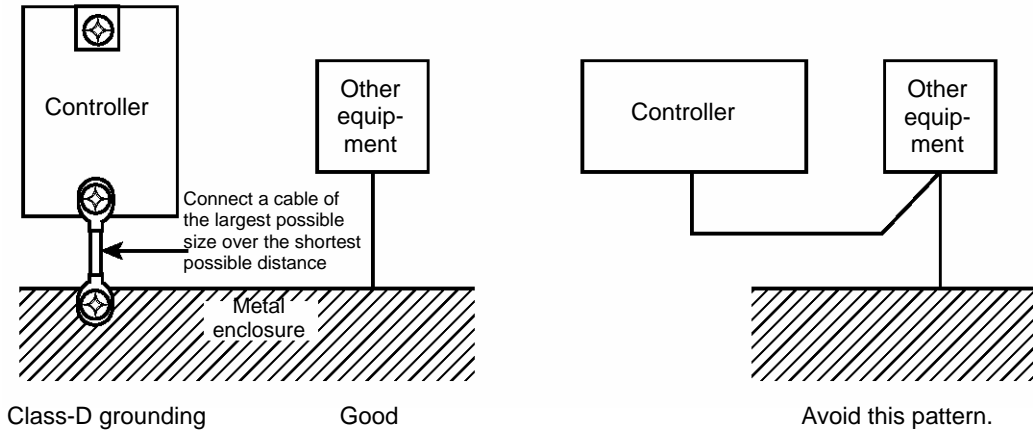 Controller
Other
equip-
ment
Connect a cable of
the largest possible
size over the shortest
possible distance
Metal
enclosure
Class-D grounding
Good
Controller
Other
equip-
ment
Avoid this pattern.